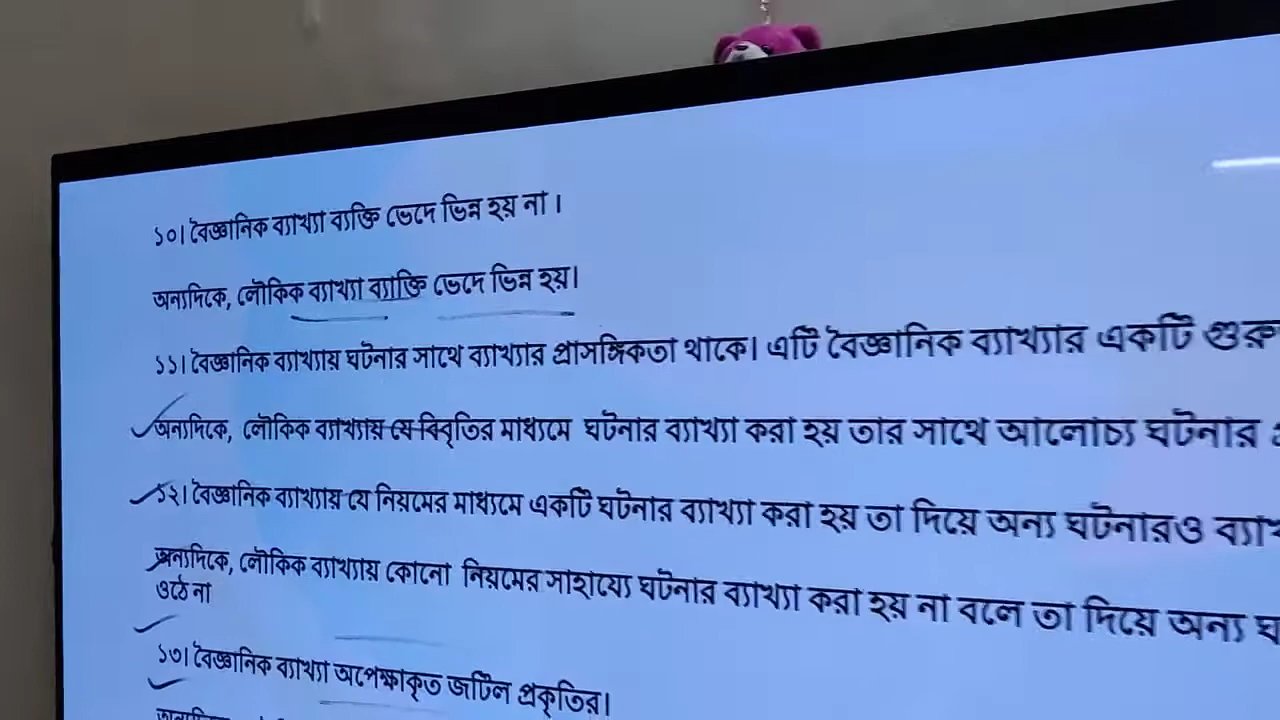 ১০। বৈজ্ঞানিক ব্যাখ্যা ব্যক্তি ভেদে ভিন্ন হয় না ।
অন্যদিকে, লৌকিক ব্যাখ্যা ব্যাক্তি ভেদে ভিন্ন হয়।
১১। বৈজ্ঞানিক ব্যাখ্যায় ঘটনার সাথে ব্যাখ্যার প্রাসঙ্গিকতা থাকে। এটি বৈজ্ঞানিক ব্যাখ্যার একটি
অন্যদিকে, লৌকিক ব্যাখ্যায় যে বিবৃতির মাধ্যমে ঘটনার ব্যাখ্যা করা হয় তার সাথে আলোচ্য ঘটনার
১২। বৈজ্ঞানিক ব্যাখ্যায় যে নিয়মের মাধ্যমে একটি ঘটনার ব্যাখ্যা করা হয় তা দিয়ে অন্য ঘটনারও
অন্যদিকে, লৌকিক ব্যাখ্যায় কোনো নিয়মের সাহায্যে ঘটনার ব্যাখ্যা করা হয় না বলে তা দিয়ে অন্য
ওঠে না
১৩। বৈজ্ঞানিক ব্যাখ্যা অপেক্ষাকৃত জটিল প্রকৃতির।